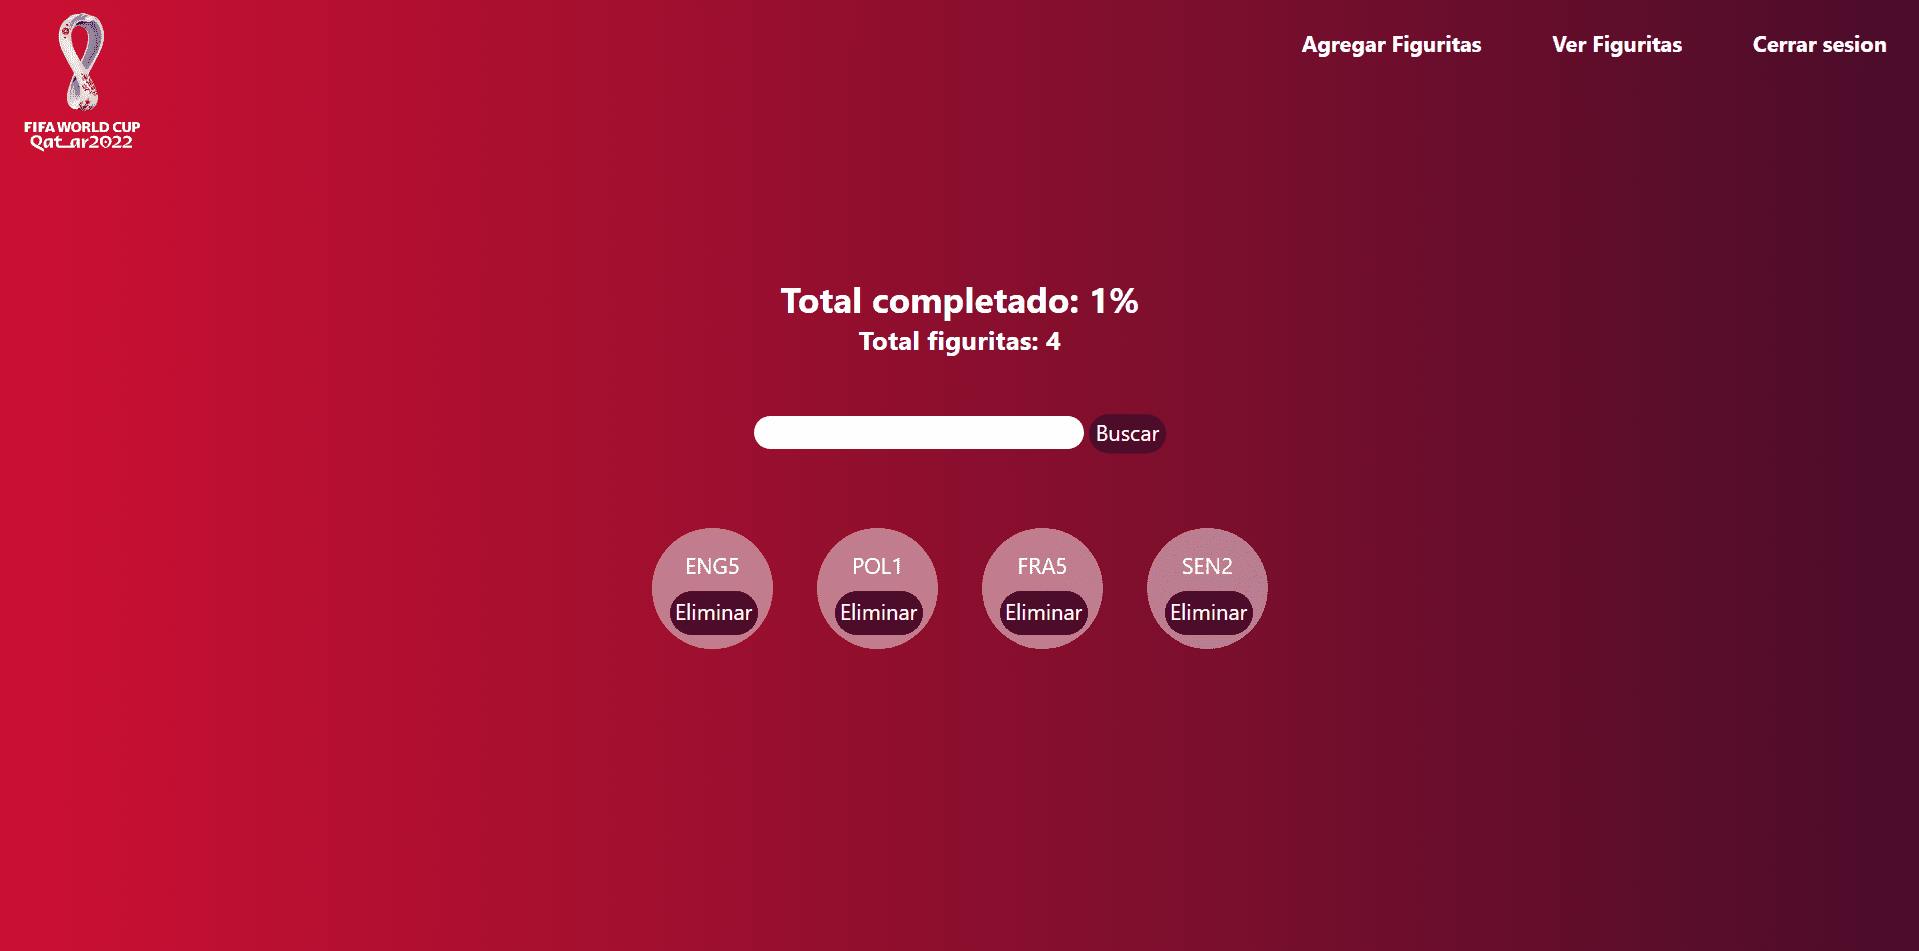 FIFA WORLD CUP
Qatar2022
Agregar Figuritas
Ver Figuritas
Cerrar sesion
Total completado: 1%
Total figuritas: 4
Buscar
ENG5
Eliminar
POL1
Eliminar
FRA5
Eliminar
SEN2
Eliminar